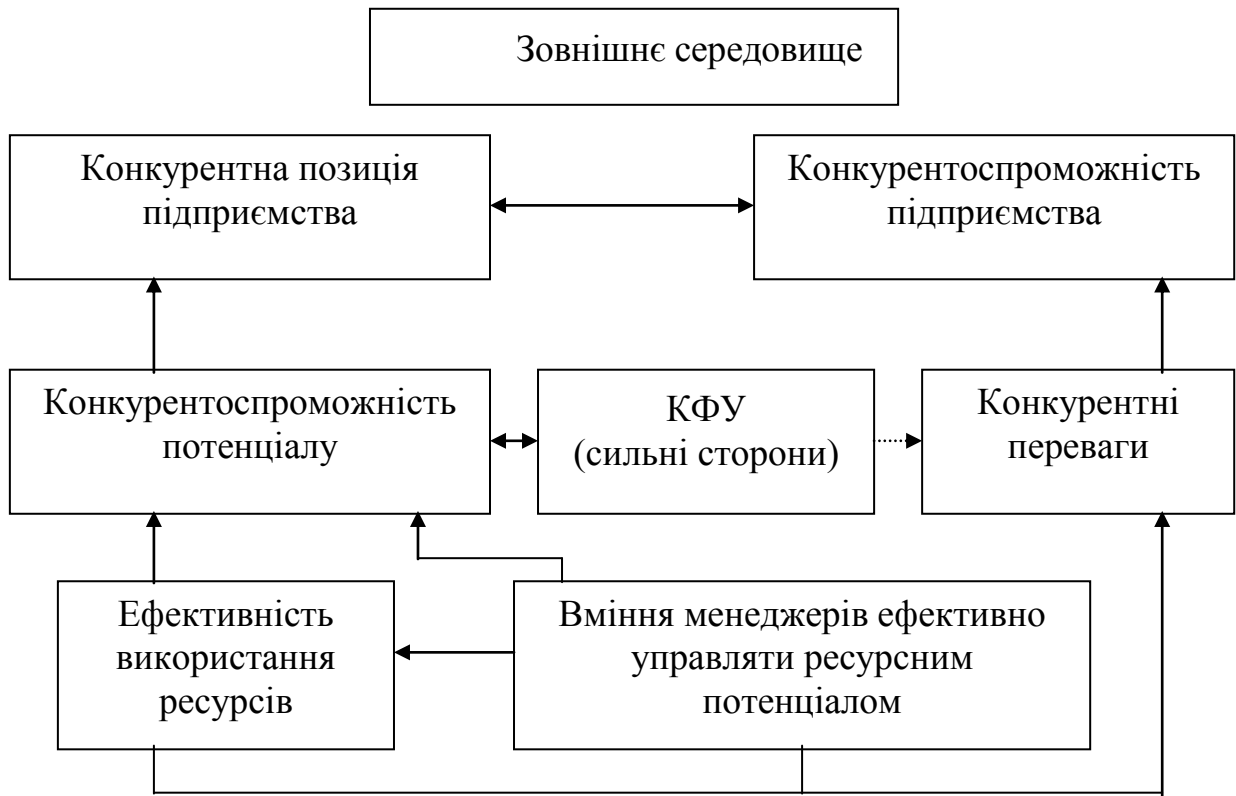 Зовнішнє середовище
Конкурентна позиція
підприємства
Конкурентоспроможність
підприємства
Конкурентоспроможність
потенціалу
КФУ
(сильні сторони)
Конкурентні
переваги
Ефективність
використання
ресурсів
Вміння менеджерів ефективно
управляти ресурсним
потенціалом